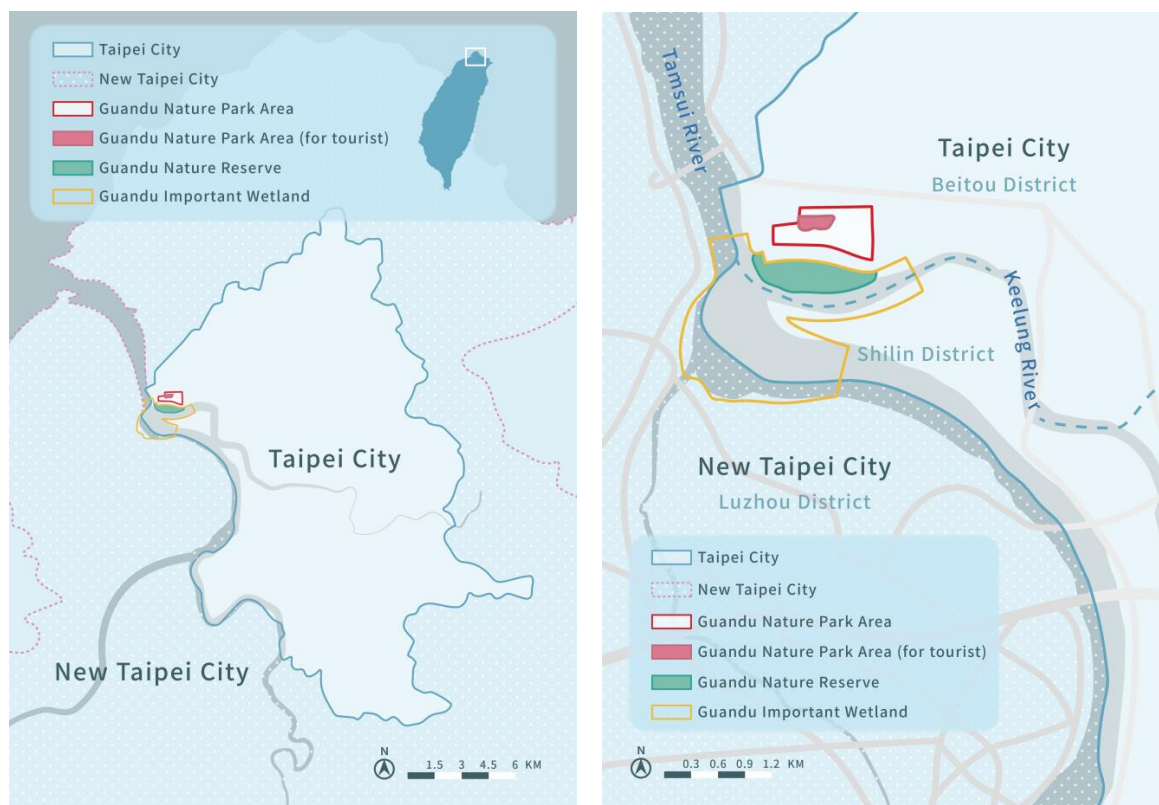 Taipei City
New Taipei City
Guandu Nature Park Area
Guandu Nature Park Area (for tourist)
Guandu Nature Reserve
Guandu Important Wetland
Taipei City
New Taipei City
N
1.5 3 4.5 6 KM
Tamsui River
Taipei City
Beitou District
Keelung River
Shilin District
New Taipei City
Luzhou District
Taipei City
New Taipei City
Guandu Nature Park Area
Guandu Nature Park Area (for tourist)
Guandu Nature Reserve
Guandu Important Wetland
N
0.3 0.6 0.9 1.2 KM